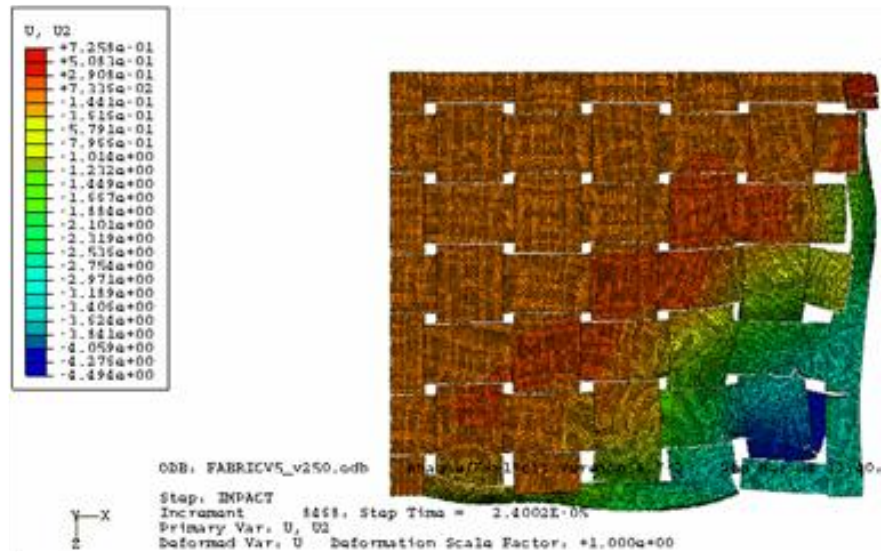 U, U2
+7.258e-01
+5.083e-01
+2.908e-01
+7.335e-02
-1.441e-01
-3.616e-01
-5.791e-01
-7.966e-01
-1.014e+00
-1.232e+00
-1.449e+00
-1.667e+00
-1.884e+00
-2.101e+00
-2.319e+00
-2.536e+00
-2.754e+00
-2.971e+00
-3.189e+00
-3.406e+00
-3.624e+00
-3.841e+00
-4.059e+00
-4.276e+00
-4.494e+00
ODB: FABRICV5_v250.odb
Y X
Z
Step: IMPACT
Increment 8468: Step Time = 2.4002E-05
Primary Var: U, U2
Deformed Var: U Deformation Scale Factor: +1.000e+00